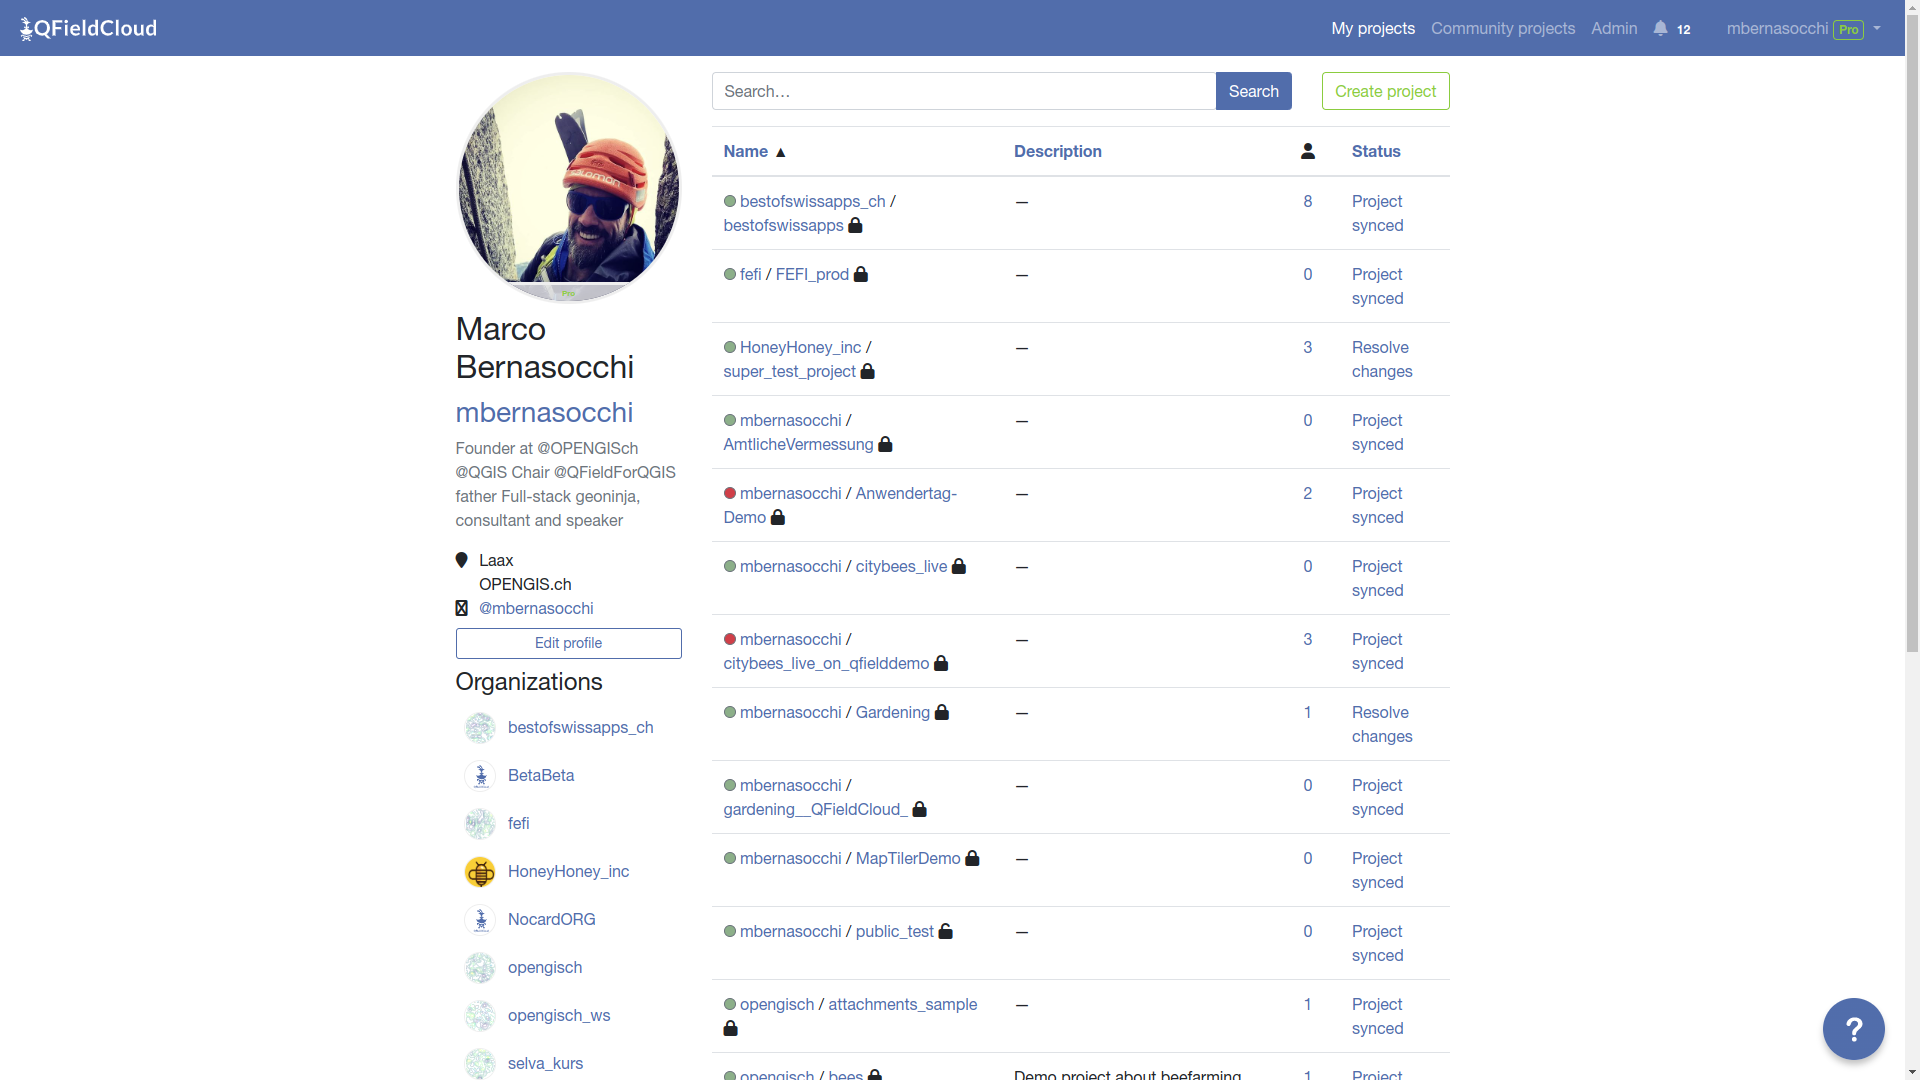 QFieldCloud
My projects Community projects Admin 12 mbernasocchi Pro
Search... Search Create project
Pro
Marco
Bernasocchi
mbernasocchi
Founder at @OPENGISch
@QGIS Chair @QFieldForQGIS
father Full-stack geoninja,
consultant and speaker
Laax
OPENGIS.ch
@mbernasocchi
Edit profile
Organizations
bestofswissapps_ch
BetaBeta
fefi
HoneyHoney_inc
NocardORG
opengisch
opengisch_ws
selva_kurs
Name ▲ Description Status
bestofswissapps_ch / — 8 Project
bestofswissapps synced
fefi / FEFI_prod — 0 Project
synced
HoneyHoney_inc / — 3 Resolve
super_test_project changes
mbernasocchi / — 0 Project
AmtlicheVermessung synced
mbernasocchi / Anwendertag- — 2 Project
Demo synced
mbernasocchi / citybees_live — 0 Project
synced
mbernasocchi / — 3 Project
citybees_live_on_qfielddemo synced
mbernasocchi / Gardening — 1 Resolve
changes
mbernasocchi / — 0 Project
gardening__QFieldCloud_ synced
mbernasocchi / MapTilerDemo — 0 Project
synced
mbernasocchi / public_test — 0 Project
synced
opengisch / attachments_sample — 1 Project
synced
opengisch / bees Demo project about beefarming 1 Project
salomon
?